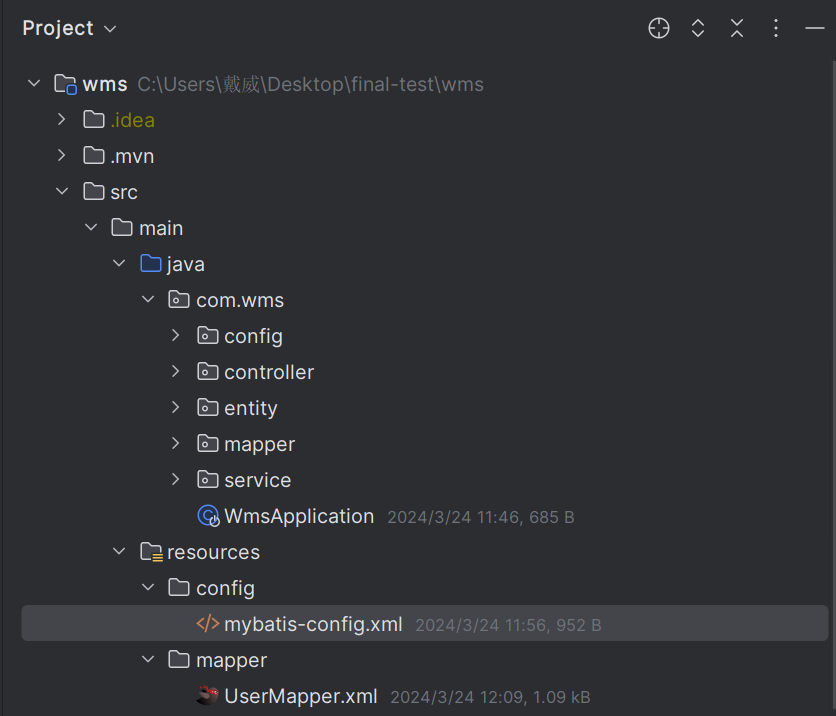 Project
wms C:\Users\戴威\Desktop\final-test\wms
.idea
.mvn
src
main
java
com.wms
config
controller
entity
mapper
service
WmsApplication 2024/3/24 11:46, 685 B
resources
config
</> mybatis-config.xml 2024/3/24 11:56, 952 B
mapper
UserMapper.xml 2024/3/24 12:09, 1.09 kB